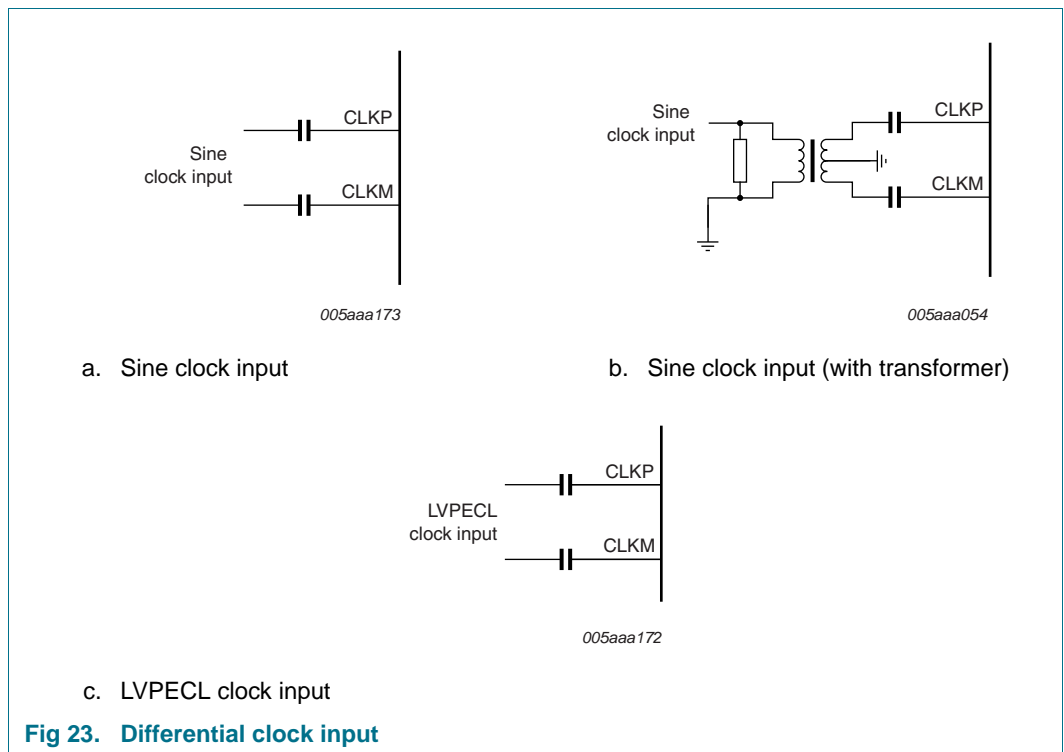 CLKP
Sine
clock input
CLKM
005aaa173
a. Sine clock input
Sine
clock input
CLKP
CLKM
005aaa054
b. Sine clock input (with transformer)
CLKP
LVPECL
clock input
CLKM
005aaa172
c. LVPECL clock input
Fig 23. Differential clock input